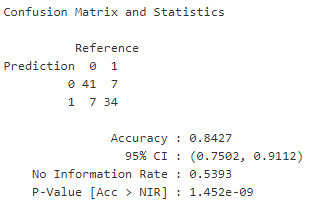 Confusion Matrix and Statistics
Reference
Prediction 0 1
0 41 7
1 7 34
Accuracy : 0.8427
95% CI : (0.7502, 0.9112)
No Information Rate : 0.5393
P-Value [Acc > NIR] : 1.452e-09